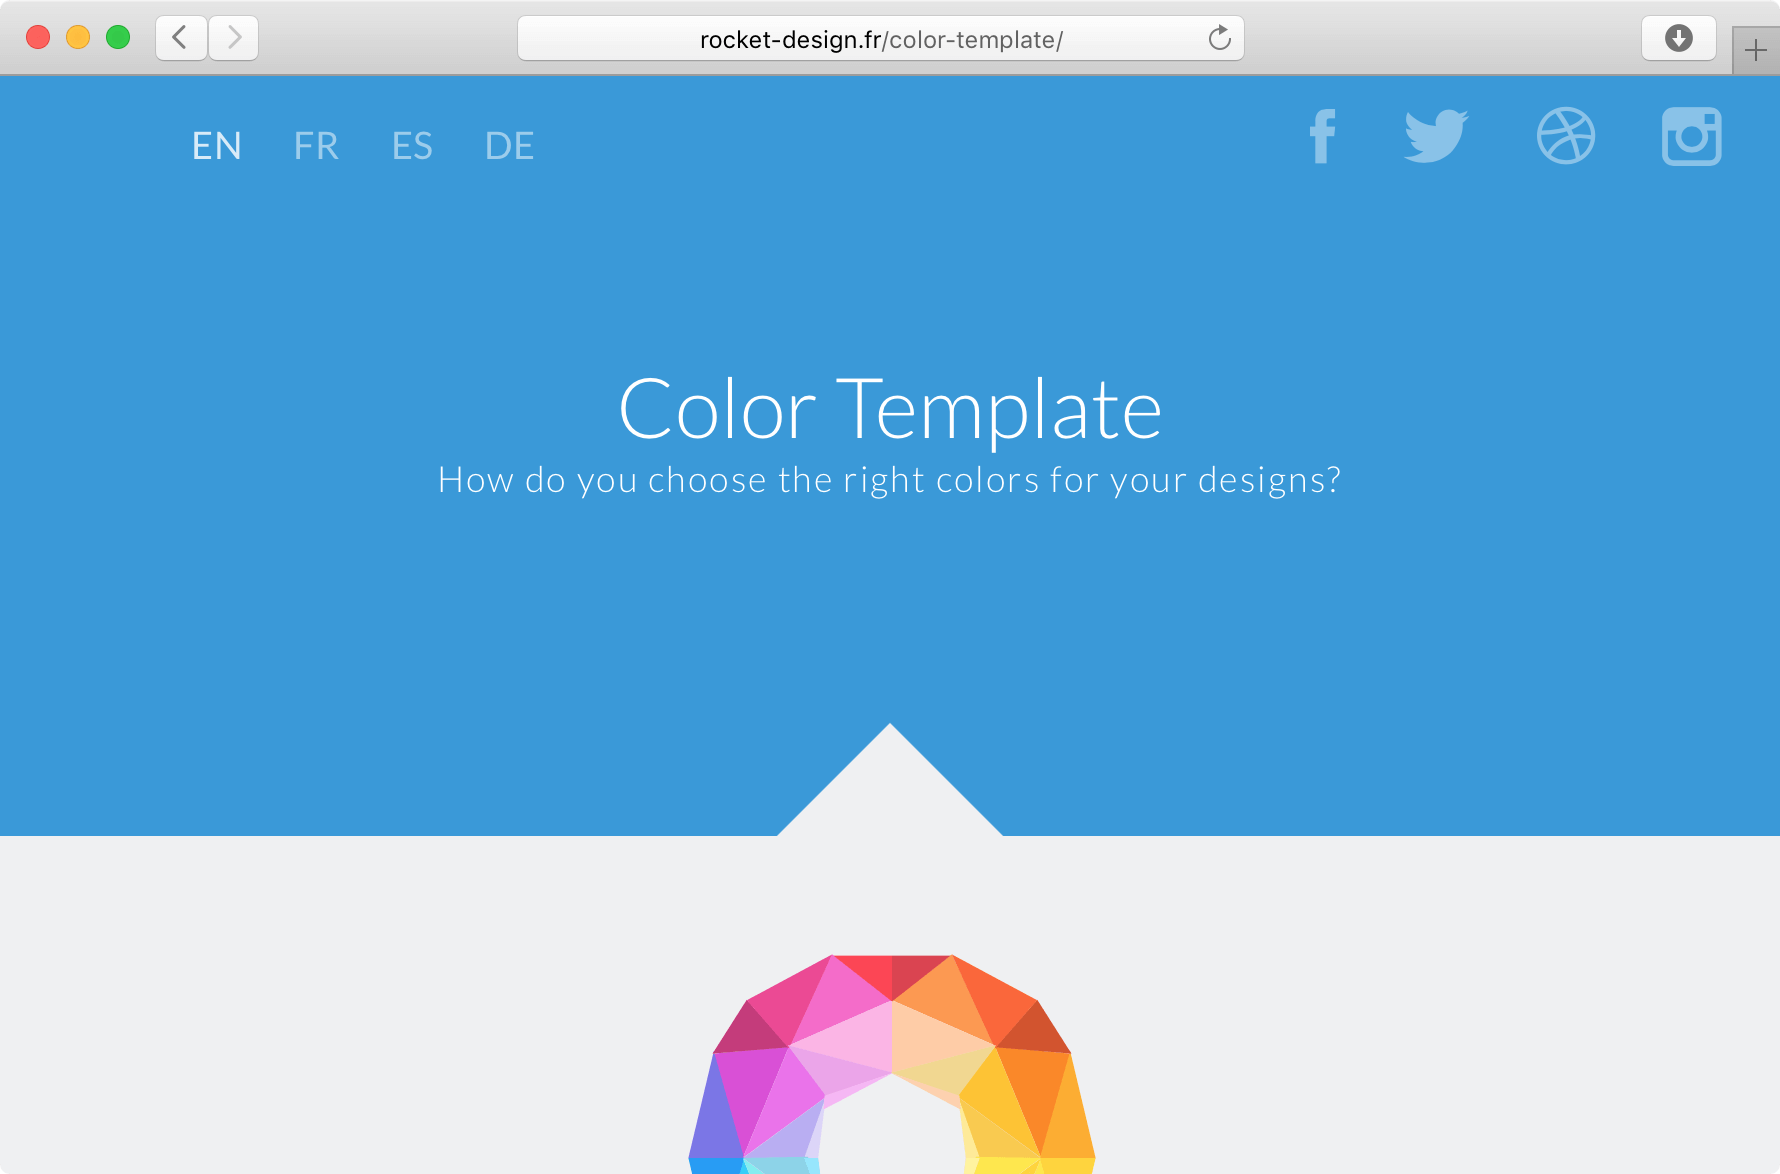 rocket-design.fr/color-template/
EN FR ES DE
Color Template
How do you choose the right colors for your designs?